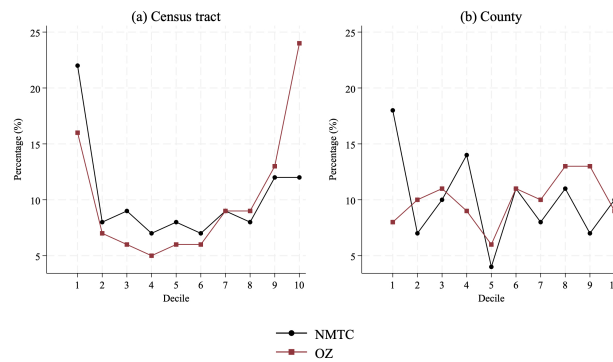 (a) Census tract
(b) County
Percentage (%)
25
20
15
10
5
1 2 3 4 5 6 7 8 9 10
Decile
Percentage (%)
25
20
15
10
5
1 2 3 4 5 6 7 8 9
Decile
NMTC
OZ